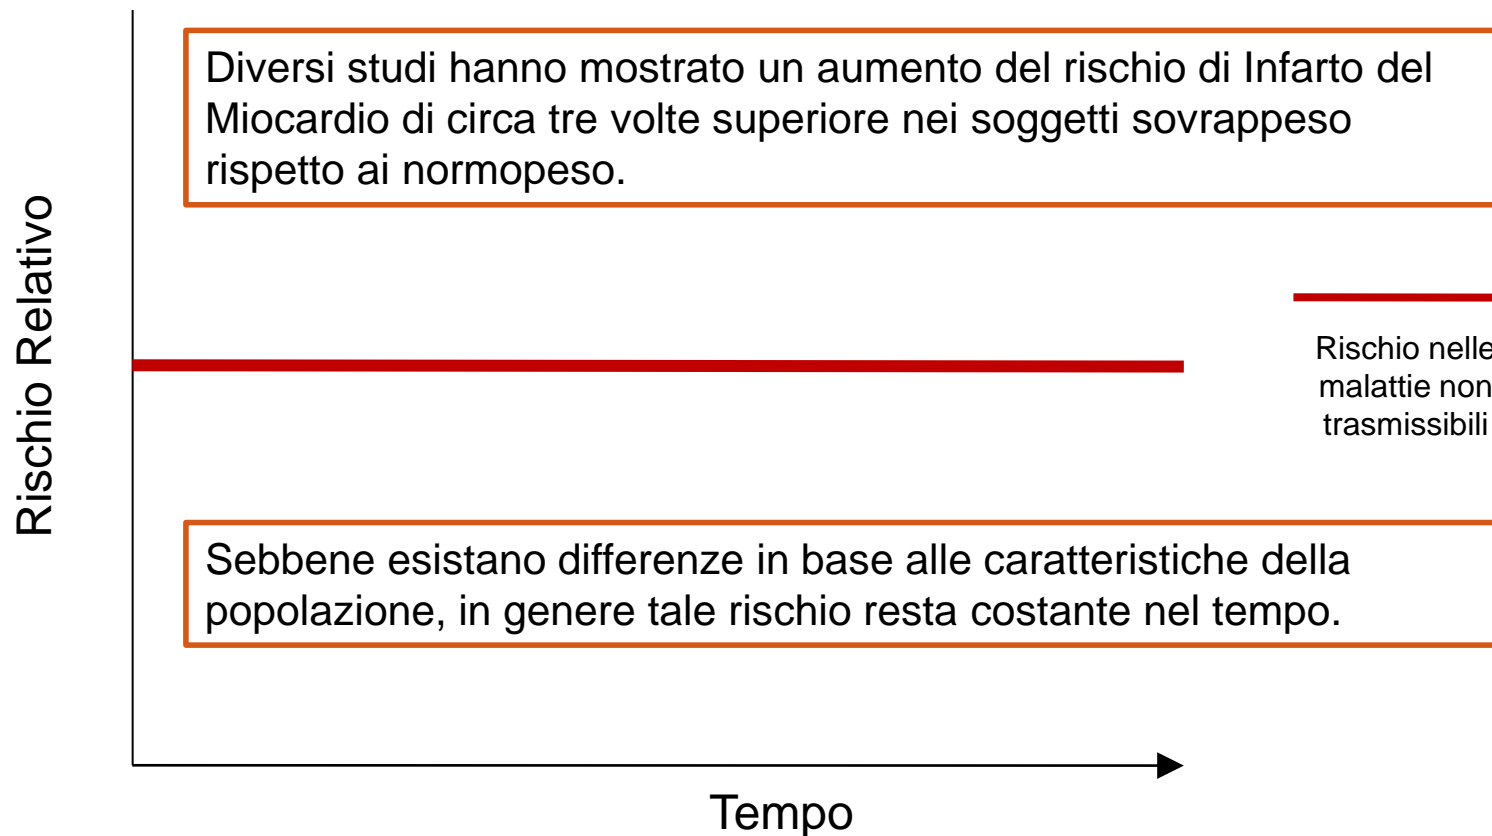 Diversi studi hanno mostrato un aumento del rischio di Infarto del
Miocardio di circa tre volte superiore nei soggetti sovrappeso
rispetto ai normopeso.
Rischio Relativo
Rischio nelle
malattie non
trasmissibili
Sebbene esistano differenze in base alle caratteristiche della
popolazione, in genere tale rischio resta costante nel tempo.
Tempo